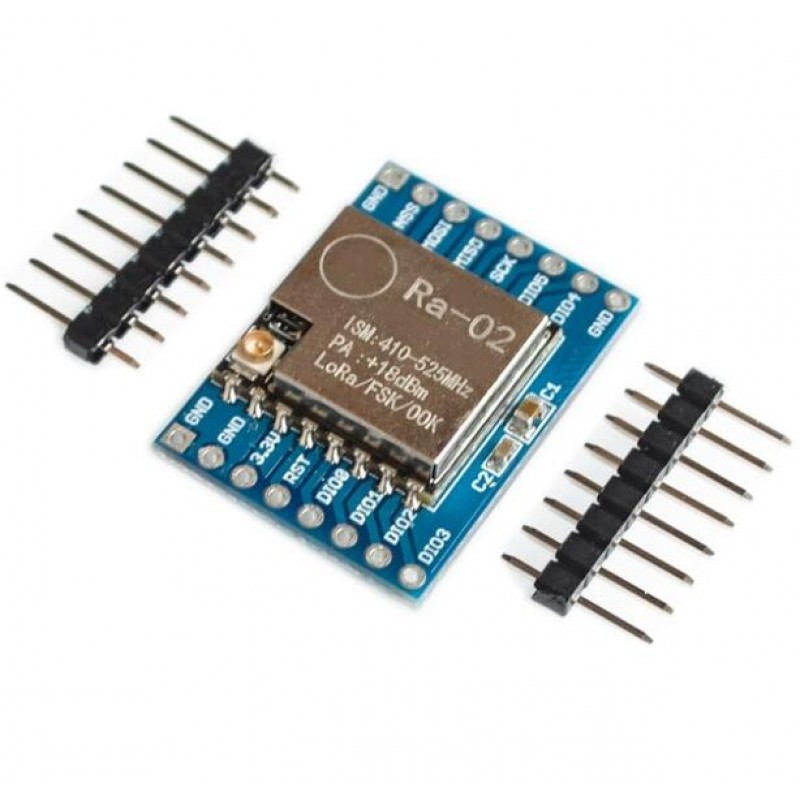 GND
NSS
MOSI
MISO
SCK
DIO5
DIO4
GND
Ra-02
ISM:410-525MHz
PA:+18dBm
LoRa/FSK/OOK
C1
C2
GND
GND
3.3V
RST
DIO0
DIO1
DIO2
DIO3